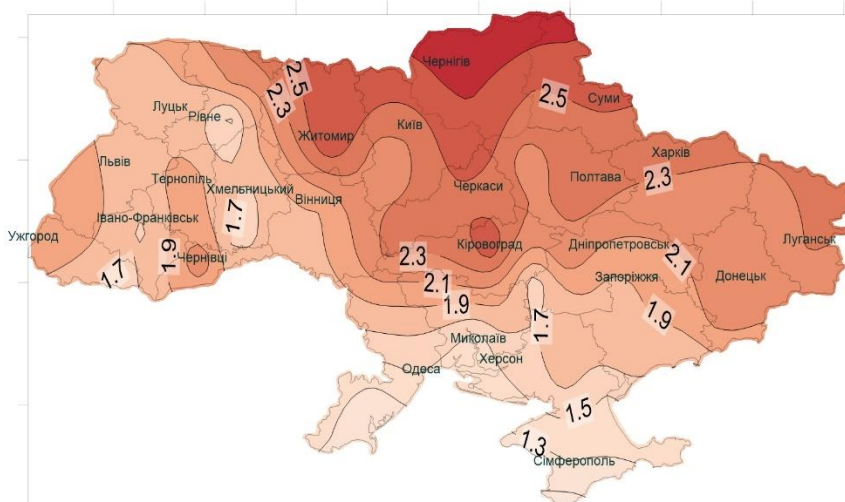 Чернігів
2.5
2.3
2.5
Луцьк
Рівне
Суми
Житомир
Київ
Львів
Харків
Тернопіль
Хмельницький
Вінниця
Черкаси
Полтава
2.3
1.7
Івано-Франківськ
Ужгород
1.9
Чернівці
1.7
Кіровоград
Дніпропетровськ
Луганськ
2.3
2.1
Запоріжжя
Донецьк
2.1
1.9
1.9
1.7
Миколаїв
Херсон
Одеса
1.5
1.3
Сімферополь